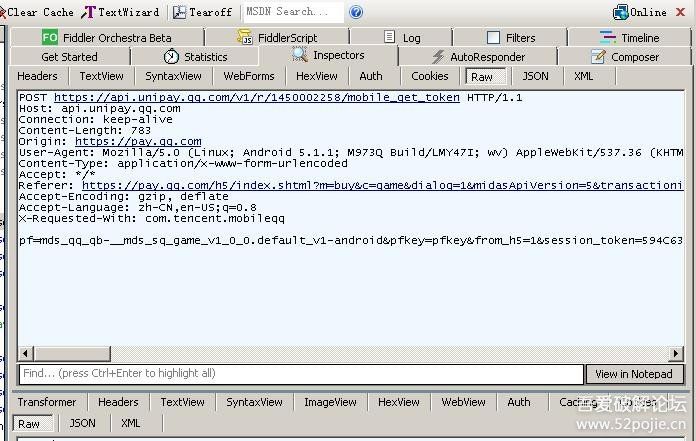 Clear Cache TextWizard Tearoff MSDN Search... Online
Fiddler Orchestra Beta FiddlerScript Log Filters Timeline
Get Started Statistics Inspectors AutoResponder Composer
Headers TextView SyntaxView WebForms HexView Auth Cookies Raw JSON XML
POST https://api.unipay.qq.com/v1/r/1450002258/mobile_get_token HTTP/1.1
Host: api.unipay.qq.com
Connection: keep-alive
Content-Length: 783
Origin: https://pay.qq.com
User-Agent: Mozilla/5.0 (Linux; Android 5.1.1; M973Q Build/LMY47I; wv) AppleWebKit/537.36 (KHTM
Content-Type: application/x-www-form-urlencoded
Accept: */*
Referer: https://pay.qq.com/h5/index.shtml?m=buy&c=game&dialog=1&midasApiVersion=5&transactioni
Accept-Encoding: gzip, deflate
Accept-Language: zh-CN,en-US;q=0.8
X-Requested-With: com.tencent.mobileqq
pf=mds_qq_qb-__mds_sq_game_v1_0_0.default_v1-android&pfkey=pfkey&from_h5=1&session_token=594C63
Find... (press Ctrl+Enter to highlight all) View in Notepad
Transformer Headers TextView SyntaxView ImageView HexView WebView Auth Caching Cookies
Raw JSON XML
吾爱破解论坛
www.52pojie.cn